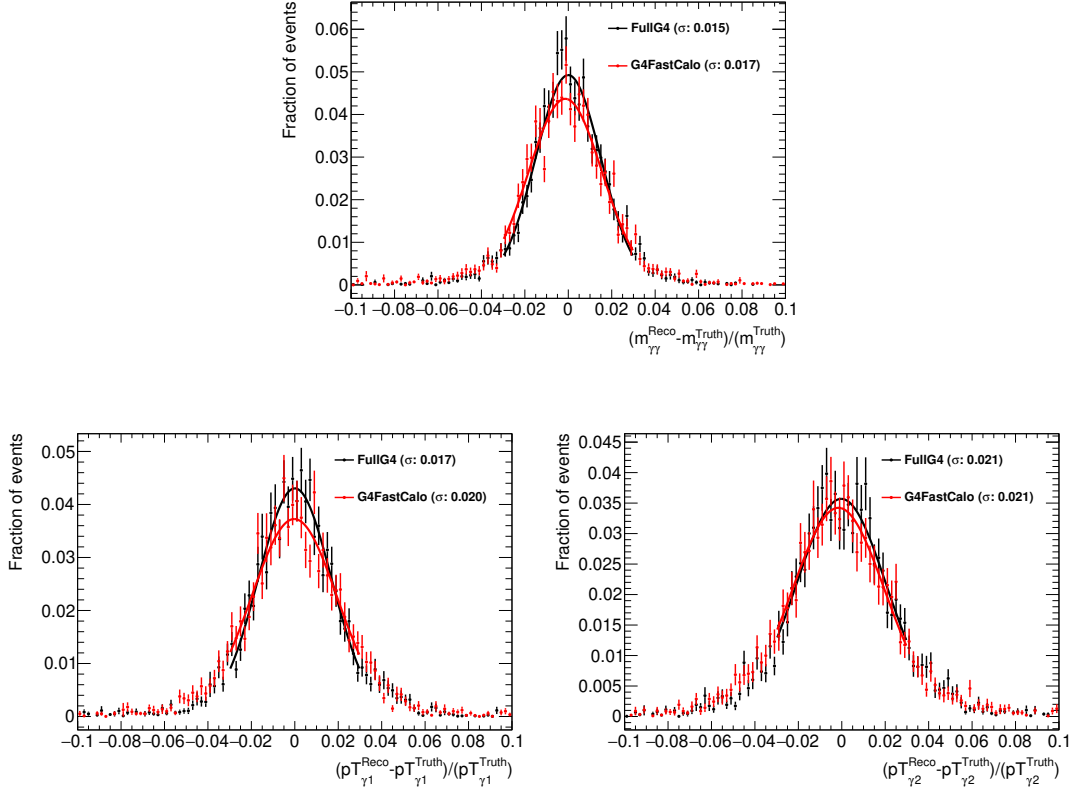 Fraction of events
0.06
0.05
0.04
0.03
0.02
0.01
0
FullG4 (σ: 0.015)
G4FastCalo (σ: 0.017)
−0.1 −0.08 −0.06 −0.04 −0.02 0 0.02 0.04 0.06 0.08 0.1
(m_γγ^Reco-m_γγ^Truth)/(m_γγ^Truth)
Fraction of events
0.05
0.04
0.03
0.02
0.01
0
FullG4 (σ: 0.017)
G4FastCalo (σ: 0.020)
−0.1 −0.08 −0.06 −0.04 −0.02 0 0.02 0.04 0.06 0.08 0.1
(pT_γ1^Reco-pT_γ1^Truth)/(pT_γ1^Truth)
Fraction of events
0.045
0.04
0.035
0.03
0.025
0.02
0.015
0.01
0.005
0
FullG4 (σ: 0.021)
G4FastCalo (σ: 0.021)
−0.1 −0.08 −0.06 −0.04 −0.02 0 0.02 0.04 0.06 0.08 0.1
(pT_γ2^Reco-pT_γ2^Truth)/(pT_γ2^Truth)